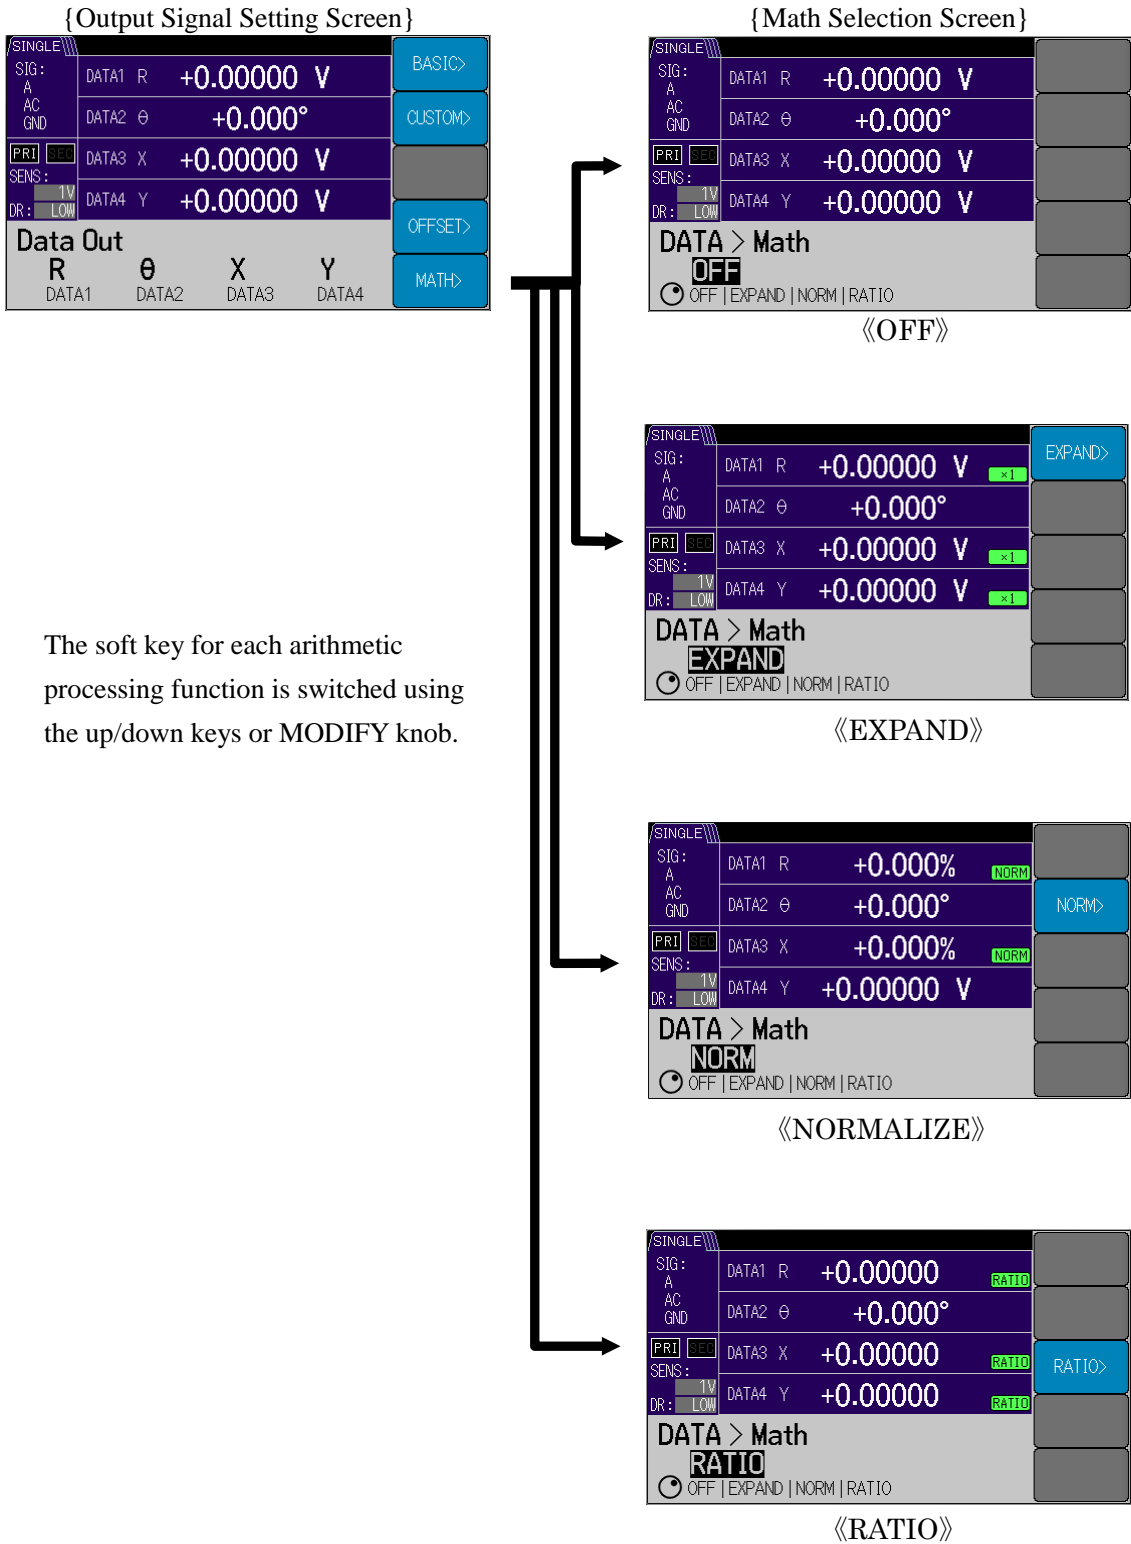 {Output Signal Setting Screen}
SINGLE
SIG:
A
AC
GND
PRI SEC
SENS:
1V
DR: LOW
DATA1 R +0.00000 V
DATA2 θ +0.000°
DATA3 X +0.00000 V
DATA4 Y +0.00000 V
Data Out
R θ X Y
DATA1 DATA2 DATA3 DATA4
BASIC>
CUSTOM>
OFFSET>
MATH>
The soft key for each arithmetic
processing function is switched using
the up/down keys or MODIFY knob.
{Math Selection Screen}
SINGLE
SIG:
A
AC
GND
PRI SEC
SENS:
1V
DR: LOW
DATA1 R +0.00000 V
DATA2 θ +0.000°
DATA3 X +0.00000 V
DATA4 Y +0.00000 V
DATA > Math
OFF
OFF | EXPAND | NORM | RATIO
《OFF》
SINGLE
SIG:
A
AC
GND
PRI SEC
SENS:
1V
DR: LOW
DATA1 R +0.00000 V ×1
DATA2 θ +0.000°
DATA3 X +0.00000 V ×1
DATA4 Y +0.00000 V ×1
DATA > Math
EXPAND
OFF | EXPAND | NORM | RATIO
EXPAND>
《EXPAND》
SINGLE
SIG:
A
AC
GND
PRI SEC
SENS:
1V
DR: LOW
DATA1 R +0.000% NORM
DATA2 θ +0.000°
DATA3 X +0.000% NORM
DATA4 Y +0.00000 V
DATA > Math
NORM
OFF | EXPAND | NORM | RATIO
NORM>
《NORMALIZE》
SINGLE
SIG:
A
AC
GND
PRI SEC
SENS:
1V
DR: LOW
DATA1 R +0.00000 RATIO
DATA2 θ +0.000°
DATA3 X +0.00000 RATIO
DATA4 Y +0.00000 RATIO
DATA > Math
RATIO
OFF | EXPAND | NORM | RATIO
RATIO>
《RATIO》